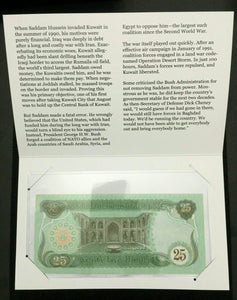 When Saddam Hussein invaded Kuwait in
the summer of 1990, his motives were
purely financial. Iraq was deeply in debt
after a long and costly war with Iran. Exac-
erbating its economic woes, Kuwait alleg-
edly had been slant drilling beneath the
Iraqi border to access the Rumaila oil field,
the world's third largest. Saddam owed
money, the Kuwaitis owed him, and he was
determined to make them pay. When nego-
tiations in Jeddah stalled, he massed troops
on the border and invaded. Proving this
was his primary objective, one of his first
moves after taking Kuwait City that August
was to hold up the Central Bank of Kuwait.
But Saddam made a fatal error. He wrongly
believed that the United States, which had
funded him during the long war with Iran,
would turn a blind eye to his aggression.
Instead, President George H.W. Bush
forged a coalition of NATO allies and the
Arab countries of Saudi Arabia, Syria, and
Egypt to oppose him—the largest such
coalition since the Second World War.
The war itself played out quickly. After an
effective air campaign in January of 1991,
coalition forces engaged in a land war code-
named Operation Desert Storm. In just 100
hours, Saddam's forces were repulsed, and
Kuwait liberated.
Some criticized the Bush Administration for
not removing Saddam from power. Mon-
strous as he was, he did keep the country's
government stable for the next two decades.
As then-Secretary of Defense Dick Cheney
said, "I would guess if we had gone in there,
we would still have forces in Baghdad
today. We'd be running the country. We
would not have been able to get everybody
out and bring everybody home."
25
25